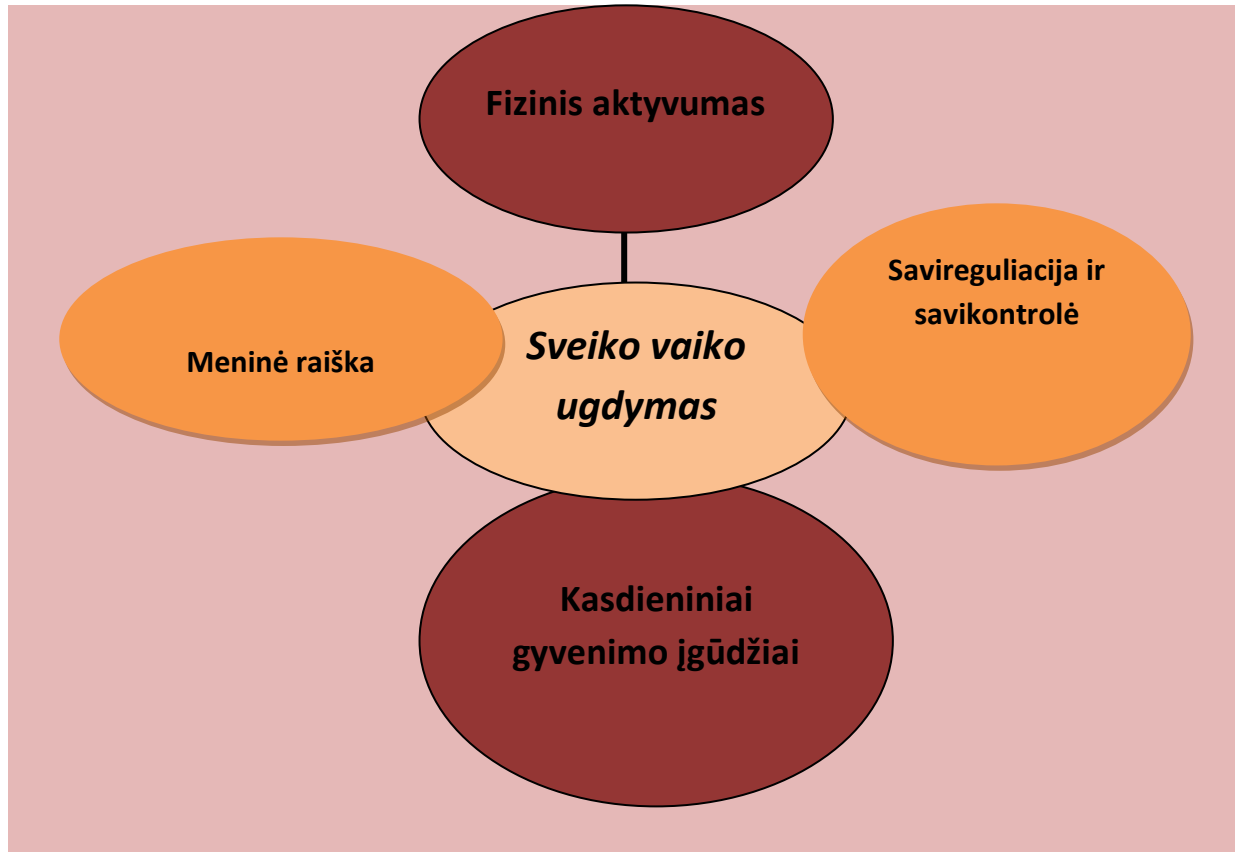 Fizinis aktyvumas
Savireguliacija ir
savikontrolė
Meninė raiška
Sveiko vaiko
ugdymas
Kasdieniniai
gyvenimo įgūdžiai